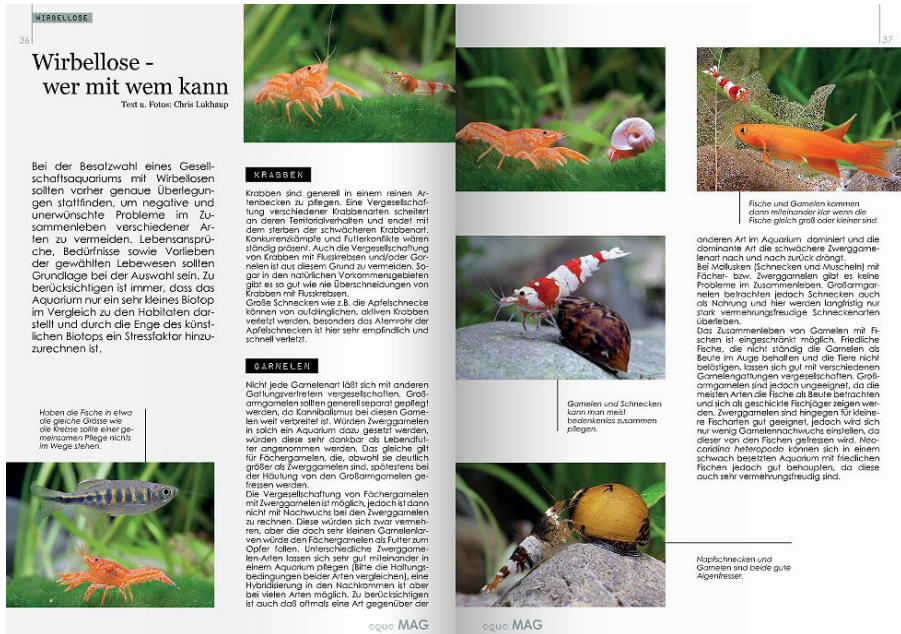 WIRBELLOSE
36
Wirbellose -
wer mit wem kann
Text u. Fotos: Chris Lukhaup
Bei der Besatzwahl eines Gesell-
schaftsaquariums mit Wirbellosen
sollten vorher genaue Überlegun-
gen stattfinden, um negative und
unerwünschte Probleme im Zu-
sammenleben verschiedener Ar-
ten zu vermeiden. Lebensansprü-
che, Bedürfnisse sowie Vorlieben
der gewählten Lebewesen sollten
Grundlage bei der Auswahl sein. Zu
berücksichtigen ist immer, dass das
Aquarium nur ein sehr kleines Biotop
im Vergleich zu den Habitaten dar-
stellt und durch die Enge des künst-
lichen Biotops ein Stressfaktor hinzu-
zurechnen ist.
Haben die Fische in etwa
die gleiche Grösse wie
die Krebse sollte einer ge-
meinsamen Pflege nichts
im Wege stehen.
KRABBEN
Krabben sind generell in einem reinen Ar-
tenbecken zu pflegen. Eine Vergesellschaf-
tung verschiedener Krabbenarten scheitert
an deren Territorialverhalten und endet mit
dem sterben der schwächeren Krabbenart.
Konkurrenzkämpfe und Futterkonflikte wären
ständig präsent. Auch die Vergesellschaftung
von Krabben mit Flusskrebsen und/oder Gar-
nelen ist aus diesem Grund zu vermeiden. So-
ar in den natürlichen Vorkommensgebieten
gibt es so gut wie nie Überschneidungen von
Krabben mit Flusskrebsen.
Große Schnecken wie z.B. die Apfelschnecke
können von aufdringlichen, aktiven Krabben
verletzt werden, besonders das Atemrohr der
Apfelschnecken ist hier sehr empfindlich und
schnell verletzt.
GARNELEN
Nicht jede Garnelenart läßt sich mit anderen
Gattungsvertretern vergesellschaften. Groß-
armgarnelen sollten generell separat gepflegt
werden, da Kannibalismus bei diesen Garne-
len weit verbreitet ist. Würden Zwerggarnelen
in solch ein Aquarium dazu gesetzt werden,
würden diese sehr dankbar als Lebendfut-
ter angenommen werden. Das gleiche gilt
für Fächergarnelen, die, obwohl sie deutlich
größer als Zwerggarnelen sind, spätestens bei
der Häutung von den Großarmgarnelen ge-
fressen werden.
Die Vergesellschaftung von Fächergarnelen
mit Zwerggarnelen ist möglich, jedoch ist dann
nicht mit Nachwuchs bei den Zwerggarnelen
zu rechnen. Diese würden sich zwar vermeh-
ren, aber die doch sehr kleinen Garnelenlar-
ven würde den Fächergarnelen als Futter zum
Opfer fallen. Unterschiedliche Zwerggarne-
len-Arten lassen sich sehr gut miteinander in
einem Aquarium pflegen (Bitte die Haltungs-
bedingungen beider Arten vergleichen), eine
Hybridisierung in den Nachkommen ist aber
bei vielen Arten möglich. Zu berücksichtigen
ist auch daß oftmals eine Art gegenüber der
aqua MAG
37
Fische und Garnelen kommen
dann miteinander klar wenn die
Fische gleich groß oder kleiner sind.
Garnelen und Schnecken
kann man meist
bedenkenlos zusammen
pflegen.
anderen Art im Aquarium dominiert und die
dominante Art die schwächere Zwerggarne-
lenart nach und nach zurück drängt.
Bei Mollusken (Schnecken und Muscheln) mit
Fächer- bzw. Zwerggarnelen gibt es keine
Probleme im Zusammenleben. Großarmgar-
nelen betrachten jedoch Schnecken auch
als Nahrung und hier werden langfristig nur
stark vermehrungsfreudige Schneckenarten
überleben.
Das Zusammenleben von Garnelen mit Fi-
schen ist eingeschränkt möglich. Friedliche
Fische, die nicht ständig die Garnelen als
Beute im Auge behalten und die Tiere nicht
belästigen, lassen sich gut mit verschiedenen
Garnelengattungen vergesellschaften. Groß-
armgarnelen sind jedoch ungeeignet, da die
meisten Arten die Fische als Beute betrachten
und sich als geschickte Fischjäger zeigen wer-
den. Zwerggarnelen sind hingegen für kleine-
re Fischarten gut geeignet, jedoch wird sich
nur wenig Garnelennachwuchs einstellen, da
dieser von den Fischen gefressen wird. Neo-
caridina heteropoda können sich in einem
schwach besetzten Aquarium mit friedlichen
Fischen jedoch gut behaupten, da diese
auch sehr vermehrungsfreudig sind.
Napfschnecken und
Garnelen sind beide gute
Algenfresser.
aqua MAG